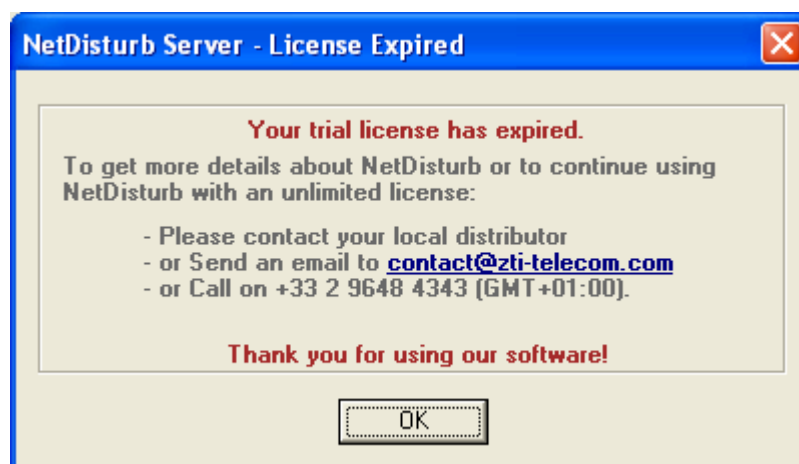 NetDisturb Server - License Expired
Your trial license has expired.
To get more details about NetDisturb or to continue using
NetDisturb with an unlimited license:
- Please contact your local distributor
- or Send an email to contact@zti-telecom.com
- or Call on +33 2 9648 4343 (GMT+01:00).
Thank you for using our software!
OK